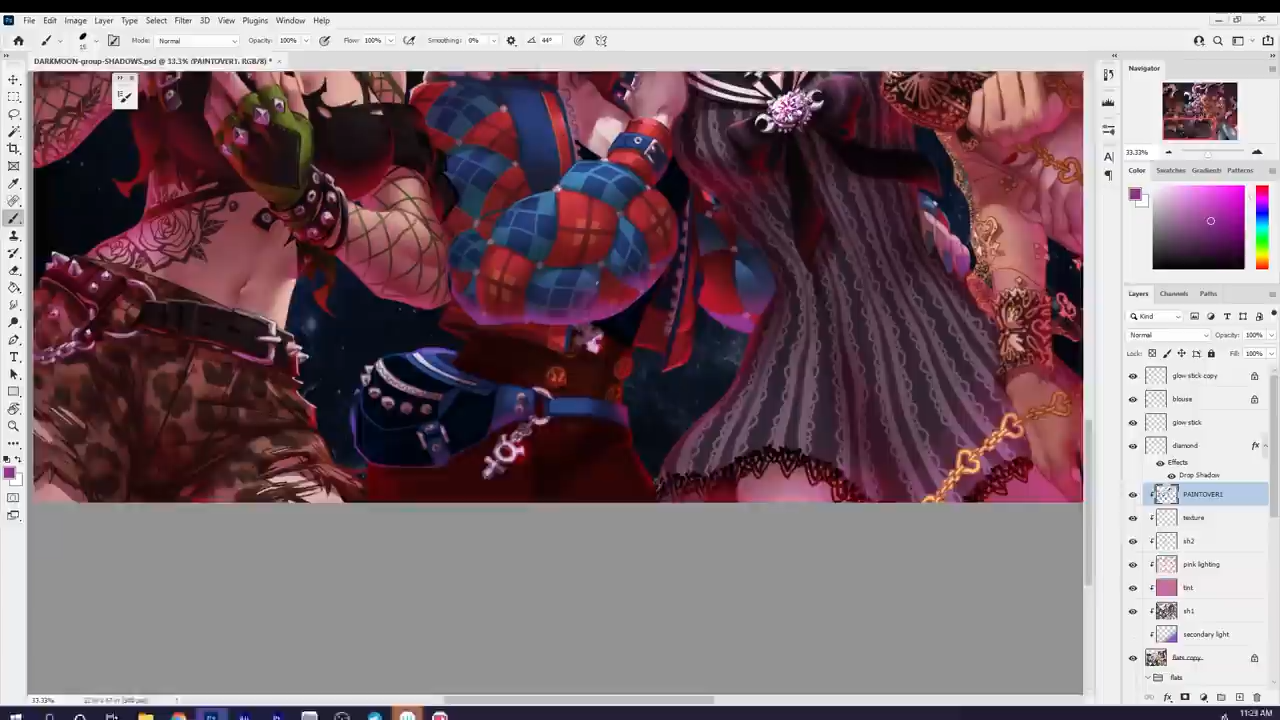 File Edit Image Layer Type Select Filter 3D View Plugins Window Help
Mode: Normal Opacity: 100% Flow: 100% Smoothing: 0% 44°
15
DARKMOON-group-SHADOWS.psd @ 33.3% (PAINTOVER1, RGB/8) *
Navigator
33.33%
Color Swatches Gradients Patterns
Layers Channels Paths
Kind
Normal Opacity: 100%
Lock: Fill: 100%
glow stick copy
blouse
glow stick
diamond fx
Effects
Drop Shadow
PAINTOVER1
texture
sh2
pink lighting
tint
sh1
secondary light
flats copy
flats
33.33%
11:23 AM